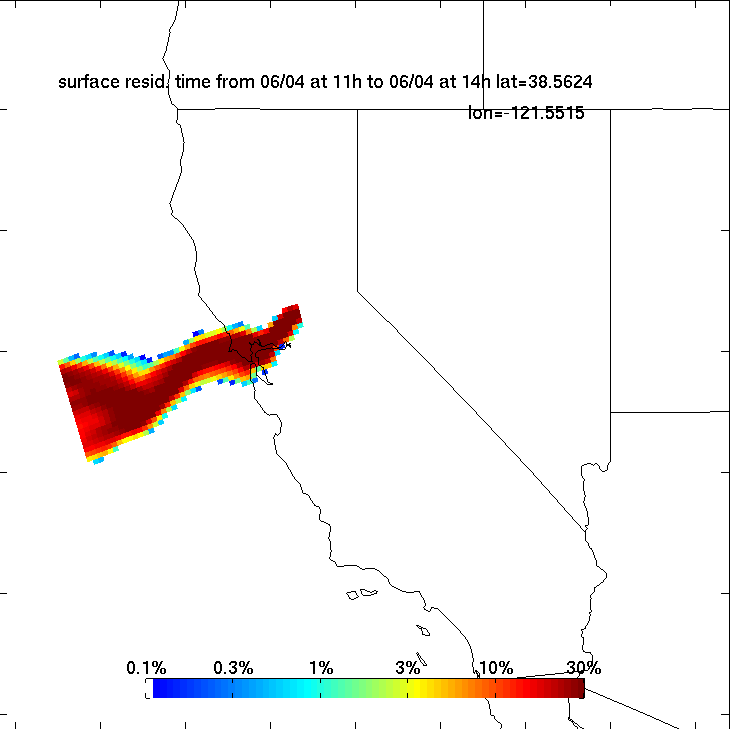 surface resid. time from 06/04 at 11h to 06/04 at 14h lat=38.5624
lon=-121.5515
0.1% 0.3% 1% 3% 10% 30%